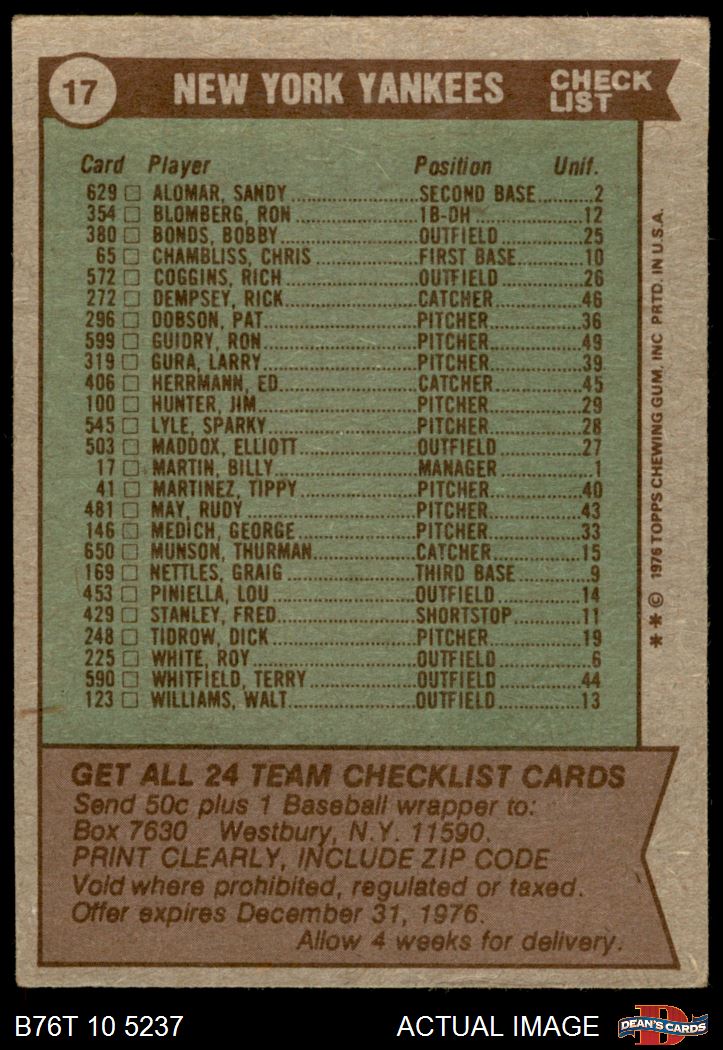 17 NEW YORK YANKEES CHECK LIST
Card Player Position Unif.
629 ALOMAR, SANDY SECOND BASE 2
354 BLOMBERG, RON 1B-DH 12
380 BONDS, BOBBY OUTFIELD 25
65 CHAMBLISS, CHRIS FIRST BASE 10
572 COGGINS, RICH OUTFIELD 26
272 DEMPSEY, RICK CATCHER 46
296 DOBSON, PAT PITCHER 36
599 GUIDRY, RON PITCHER 49
319 GURA, LARRY PITCHER 39
406 HERRMANN, ED CATCHER 45
100 HUNTER, JIM PITCHER 29
545 LYLE, SPARKY PITCHER 28
503 MADDOX, ELLIOTT OUTFIELD 27
17 MARTIN, BILLY MANAGER 1
41 MARTINEZ, TIPPY PITCHER 40
481 MAY, RUDY PITCHER 43
146 MEDICH, GEORGE PITCHER 33
650 MUNSON, THURMAN CATCHER 15
169 NETTLES, GRAIG THIRD BASE 9
453 PINIELLA, LOU OUTFIELD 14
429 STANLEY, FRED SHORTSTOP 11
248 TIDROW, DICK PITCHER 19
225 WHITE, ROY OUTFIELD 6
590 WHITFIELD, TERRY OUTFIELD 44
123 WILLIAMS, WALT OUTFIELD 13
**© 1976 TOPPS CHEWING GUM, INC PRTD. IN U.S.A.
GET ALL 24 TEAM CHECKLIST CARDS
Send 50c plus 1 Baseball wrapper to:
Box 7630 Westbury, N.Y. 11590.
PRINT CLEARLY, INCLUDE ZIP CODE
Void where prohibited, regulated or taxed.
Offer expires December 31, 1976.
Allow 4 weeks for delivery.
B76T 10 5237 ACTUAL IMAGE DEAN'S CARDS